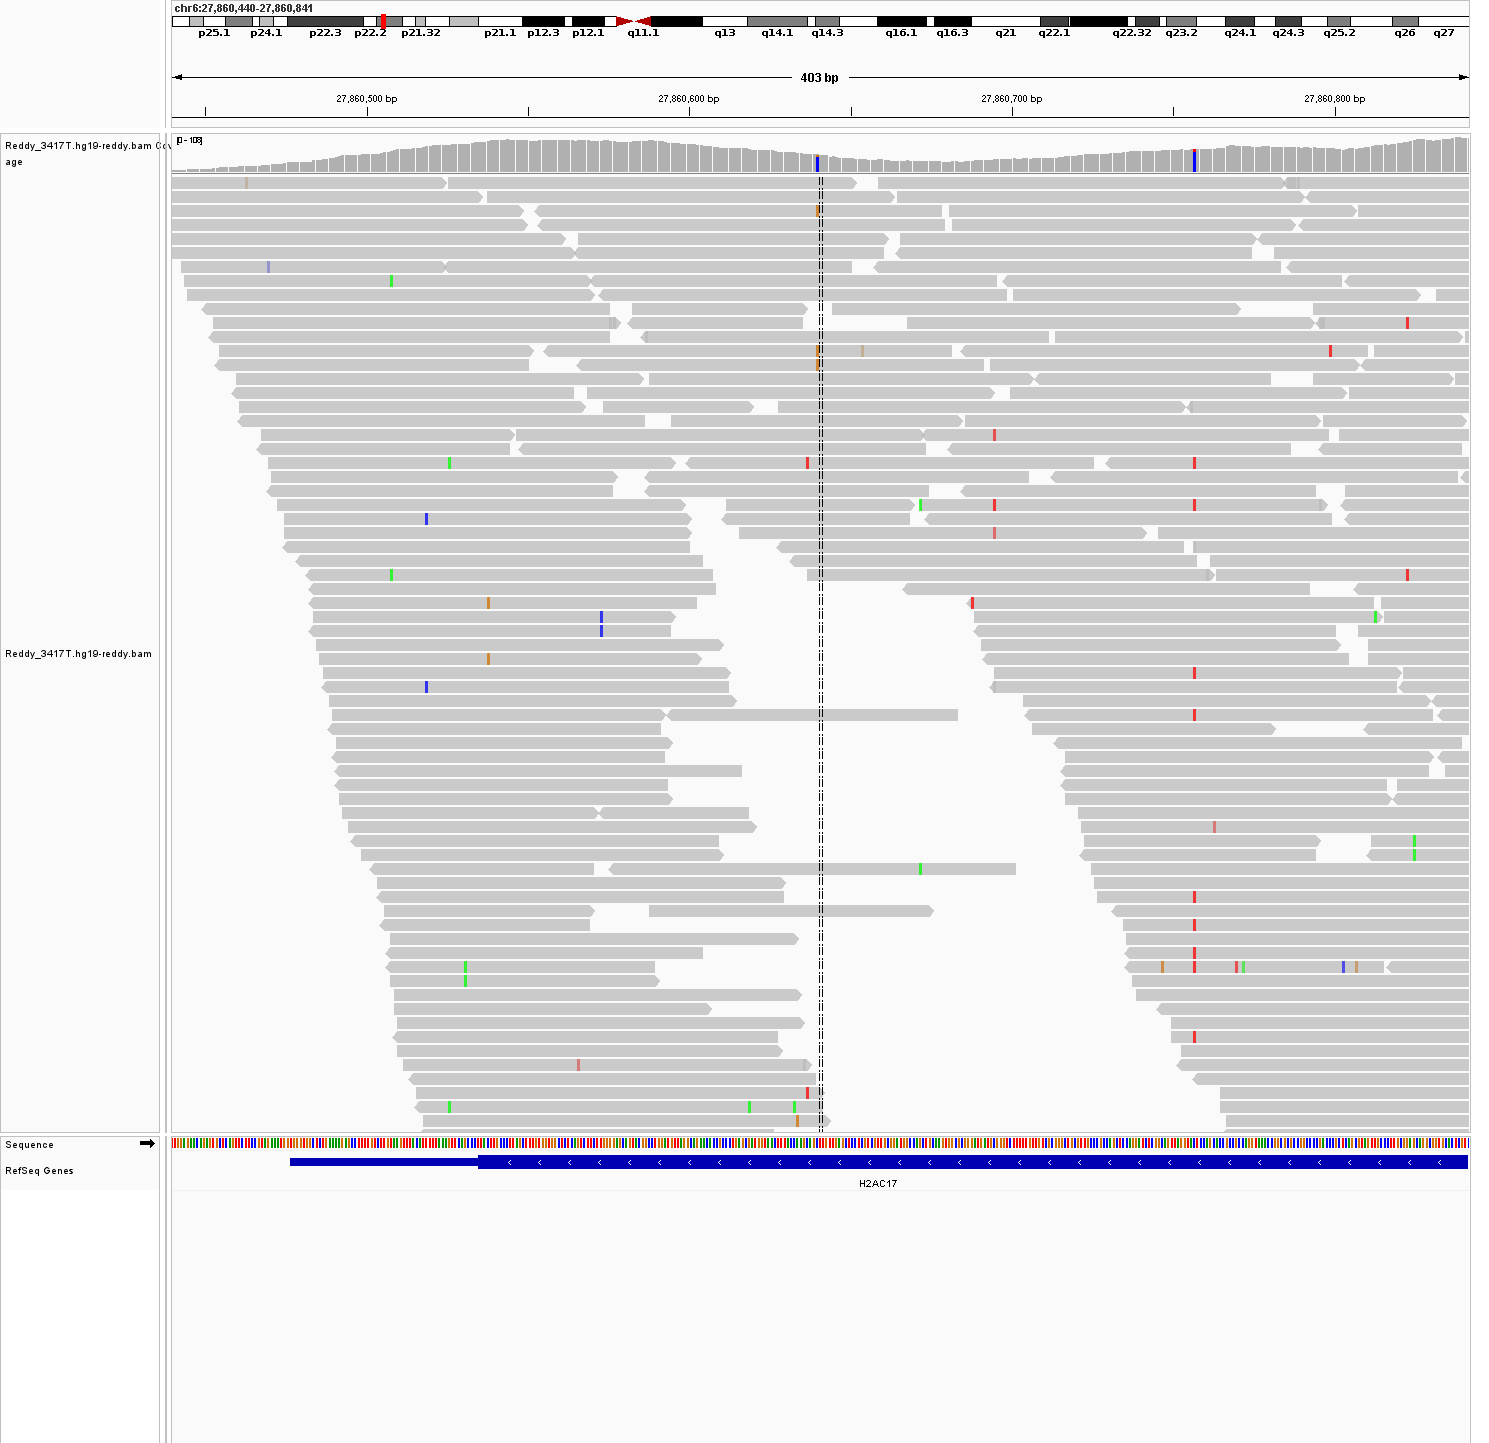 chr6:27,860,440-27,860,841
p25.1 p24.1 p22.3 p22.2 p21.32 p21.1 p12.3 p12.1 q11.1 q13 q14.1 q14.3 q16.1 q16.3 q21 q22.1 q22.32 q23.2 q24.1 q24.3 q25.2 q26 q27
403 bp
27,860,500 bp 27,860,600 bp 27,860,700 bp 27,860,800 bp
Reddy_3417T.hg19-reddy.bam Cov
age
[0 - 108]
Reddy_3417T.hg19-reddy.bam
Sequence
RefSeq Genes
H2AC17